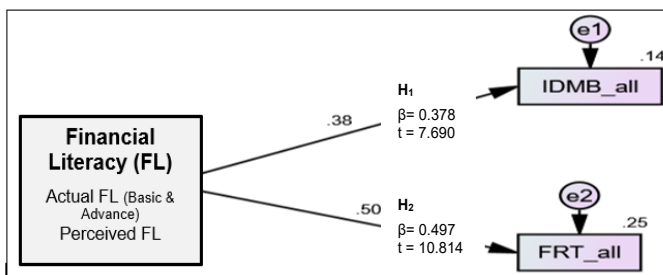 e1
.14
IDMB_all
H₁
β= 0.378
t = 7.690
.38
Financial
Literacy (FL)
Actual FL (Basic &
Advance)
Perceived FL
.50
H₂
β= 0.497
t = 10.814
e2
.25
FRT_all